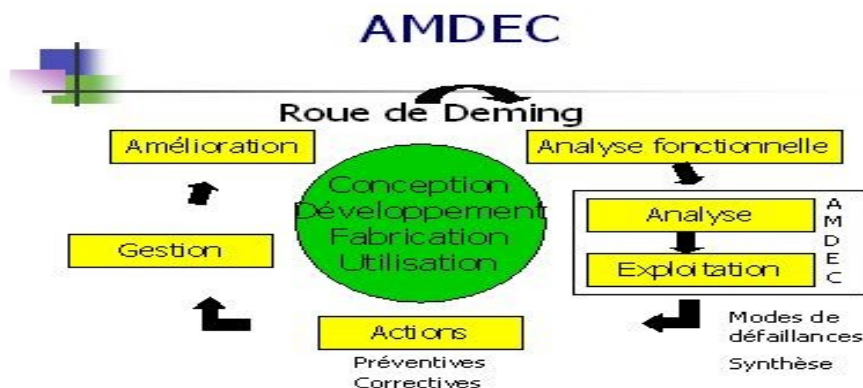 AMDEC
Roue de Deming
Amélioration
Analyse fonctionnelle
Conception
Développement
Fabrication
Utilisation
Analyse
Exploitation
AMDEC
Gestion
Actions
Préventives
Correctives
Modes de
défaillances
Synthèse